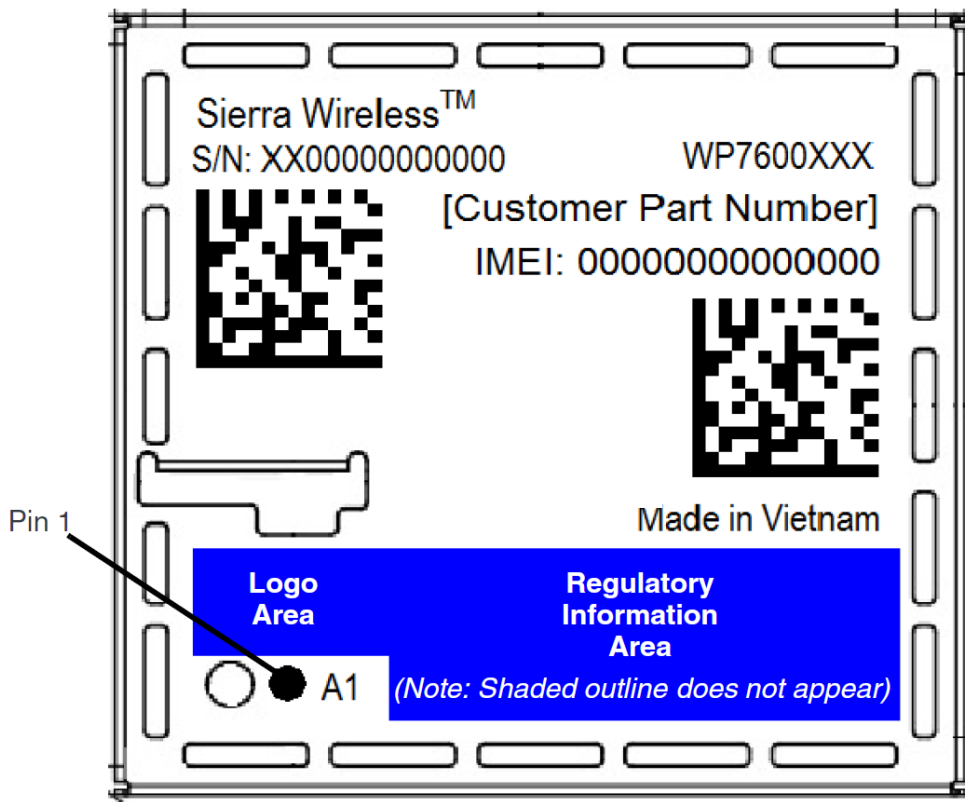 Sierra Wireless™
S/N: XX00000000000
WP7600XXX
[Customer Part Number]
IMEI: 00000000000000
Made in Vietnam
Pin 1
Logo
Area
Regulatory
Information
Area
(Note: Shaded outline does not appear)
A1